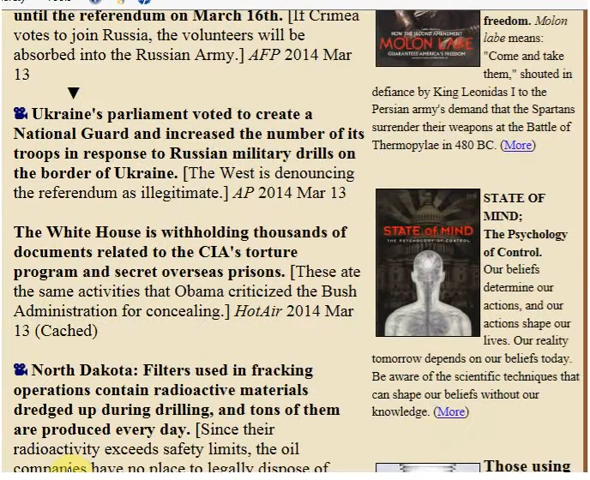 until the referendum on March 16th. [If Crimea
votes to join Russia, the volunteers will be
absorbed into the Russian Army.] AFP 2014 Mar
13
Ukraine's parliament voted to create a
National Guard and increased the number of its
troops in response to Russian military drills on
the border of Ukraine. [The West is denouncing
the referendum as illegitimate.] AP 2014 Mar 13
The White House is withholding thousands of
documents related to the CIA's torture
program and secret overseas prisons. [These ate
the same activities that Obama criticized the Bush
Administration for concealing.] HotAir 2014 Mar
13 (Cached)
North Dakota: Filters used in fracking
operations contain radioactive materials
dredged up during drilling, and tons of them
are produced every day. [Since their
radioactivity exceeds safety limits, the oil
companies have no place to legally dispose of
HOW THE SECOND AMENDMENT
MOLON LABE
GUARANTEES AMERICA'S FREEDOM
freedom. Molon
labe means:
"Come and take
them," shouted in
defiance by King Leonidas I to the
Persian army's demand that the Spartans
surrender their weapons at the Battle of
Thermopylae in 480 BC. (More)
STATE OF MIND
THE PSYCHOLOGY OF CONTROL
STATE OF
MIND;
The Psychology
of Control.
Our beliefs
determine our
actions, and our
actions shape our
lives. Our reality
tomorrow depends on our beliefs today.
Be aware of the scientific techniques that
can shape our beliefs without our
knowledge. (More)
Those using